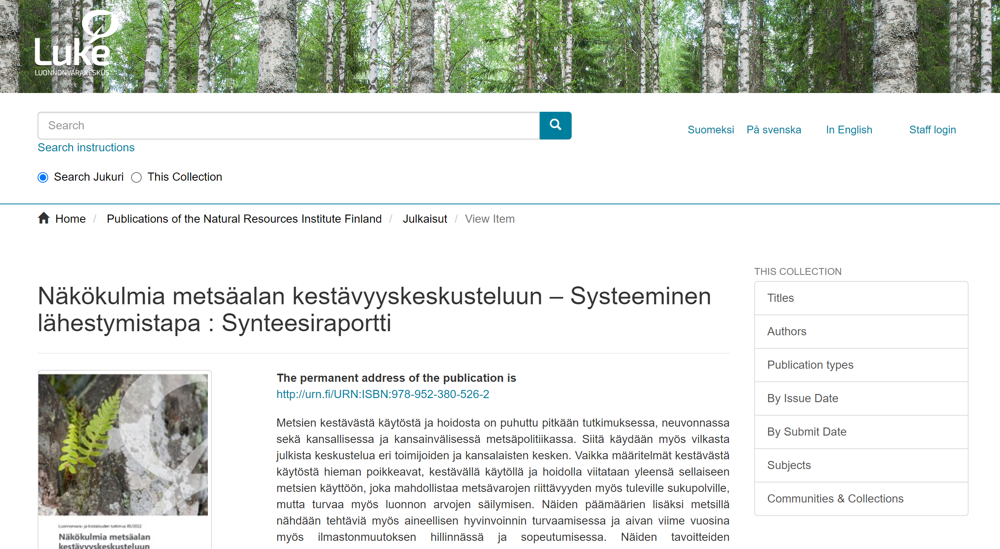 Luke
LUONNONVARAKESKUS
Search
Suomeksi På svenska In English Staff login
Search instructions
Search Jukuri This Collection
Home / Publications of the Natural Resources Institute Finland / Julkaisut / View Item
THIS COLLECTION
Titles
Authors
Publication types
By Issue Date
By Submit Date
Subjects
Communities & Collections
Näkökulmia metsäalan kestävyyskeskusteluun – Systeeminen
lähestymistapa : Synteesiraportti
Luonnonvara- ja biotalouden tutkimus 85/2022
Näkökulmia metsäalan
kestävyyskeskusteluun
The permanent address of the publication is
http://urn.fi/URN:ISBN:978-952-380-526-2
Metsien kestävästä käytöstä ja hoidosta on puhuttu pitkään tutkimuksessa, neuvonnassa
sekä kansallisessa ja kansainvälisessä metsäpolitiikassa. Siitä käydään myös vilkasta
julkista keskustelua eri toimijoiden ja kansalaisten kesken. Vaikka määritelmät kestävästä
käytöstä hieman poikkeavat, kestävällä käytöllä ja hoidolla viitataan yleensä sellaiseen
metsien käyttöön, joka mahdollistaa metsävarojen riittävyyden myös tuleville sukupolville,
mutta turvaa myös luonnon arvojen säilymisen. Näiden päämäärien lisäksi metsillä
nähdään tehtäviä myös aineellisen hyvinvoinnin turvaamisessa ja aivan viime vuosina
myös ilmastonmuutoksen hillinnässä ja sopeutumisessa. Näiden tavoitteiden